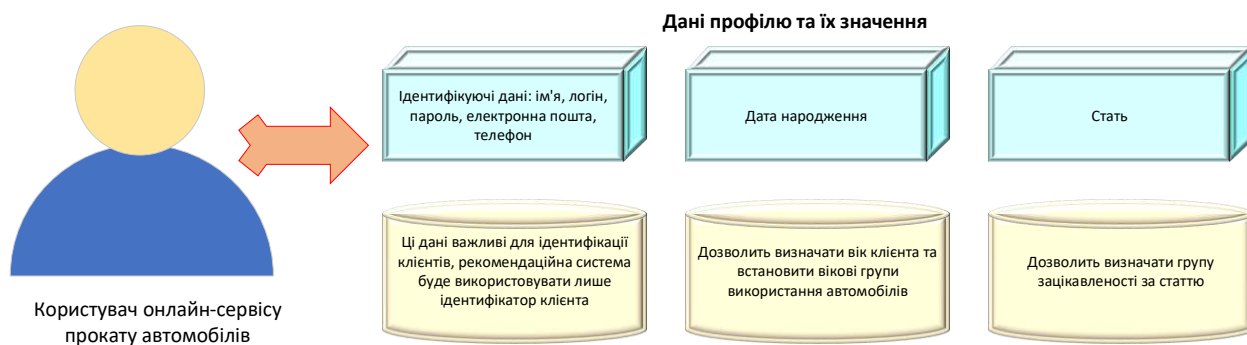 Дані профілю та їх значення
Ідентифікуючі дані: ім'я, логін,
пароль, електронна пошта,
телефон
Дата народження
Стать
Ці дані важливі для ідентифікації
клієнтів, рекомендаційна система
буде використовувати лише
ідентифікатор клієнта
Дозволить визначати вік клієнта та
встановити вікові групи
використання автомобілів
Дозволить визначати групу
зацікавленості за статтю
Користувач онлайн-сервісу
прокату автомобілів